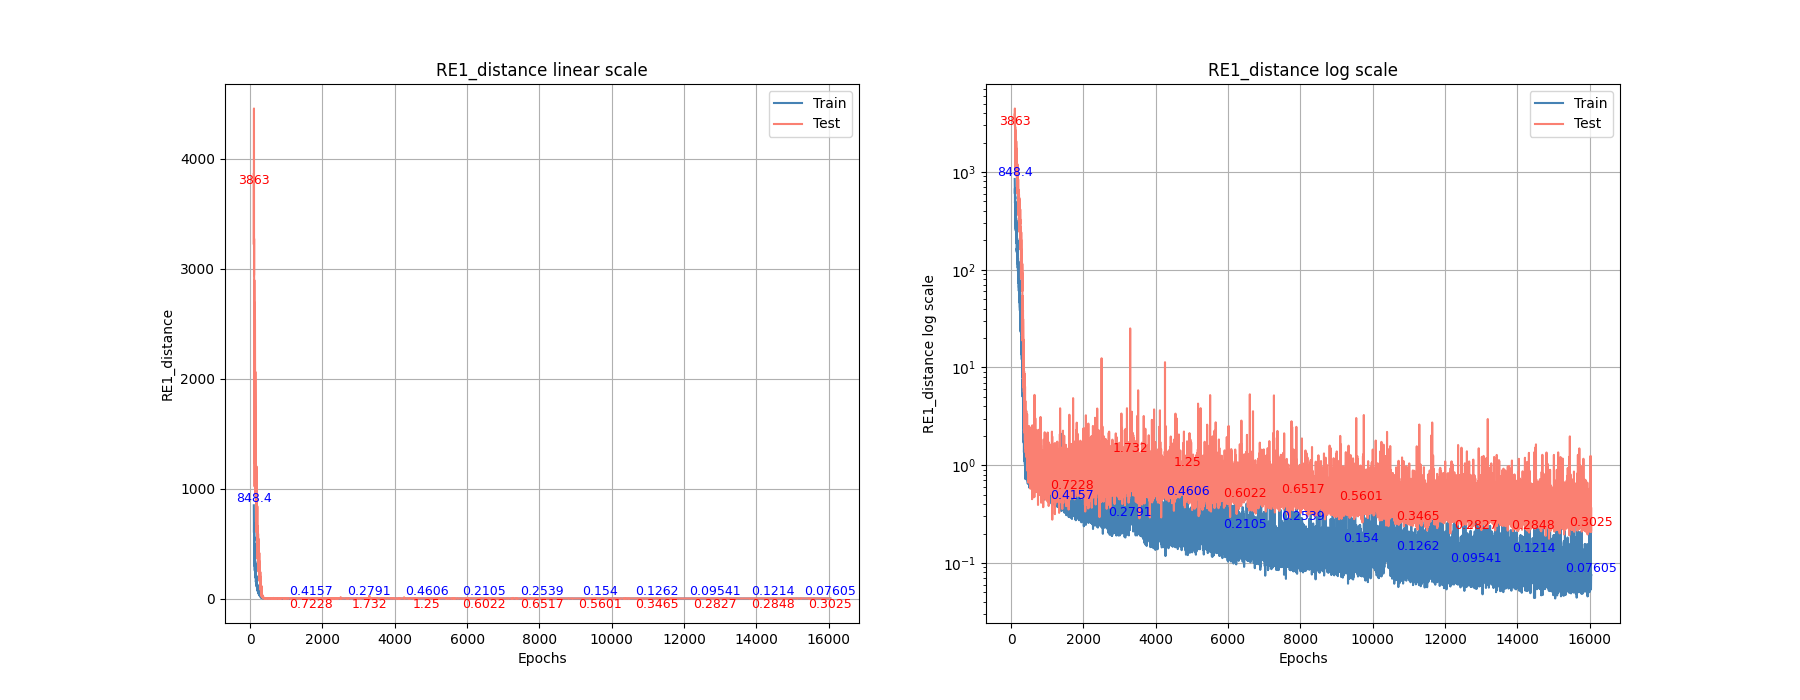 RE1_distance linear scale
RE1_distance
4000
3000
2000
1000
0
3863
848.4
0.4157 0.2791 0.4606 0.2105 0.2539 0.154 0.1262 0.09541 0.1214 0.07605
0.7228 1.732 1.25 0.6022 0.6517 0.5601 0.3465 0.2827 0.2848 0.3025
Train
Test
0 2000 4000 6000 8000 10000 12000 14000 16000
Epochs
RE1_distance log scale
RE1_distance log scale
10³
10²
10¹
10⁰
10⁻¹
3863
848.4
Train
Test
1.732
1.25
0.7228
0.4157
0.4606
0.6022
0.6517
0.5601
0.2791
0.2105
0.2539
0.3465
0.2827
0.2848
0.3025
0.154
0.1262
0.09541
0.1214
0.07605
0 2000 4000 6000 8000 10000 12000 14000 16000
Epochs